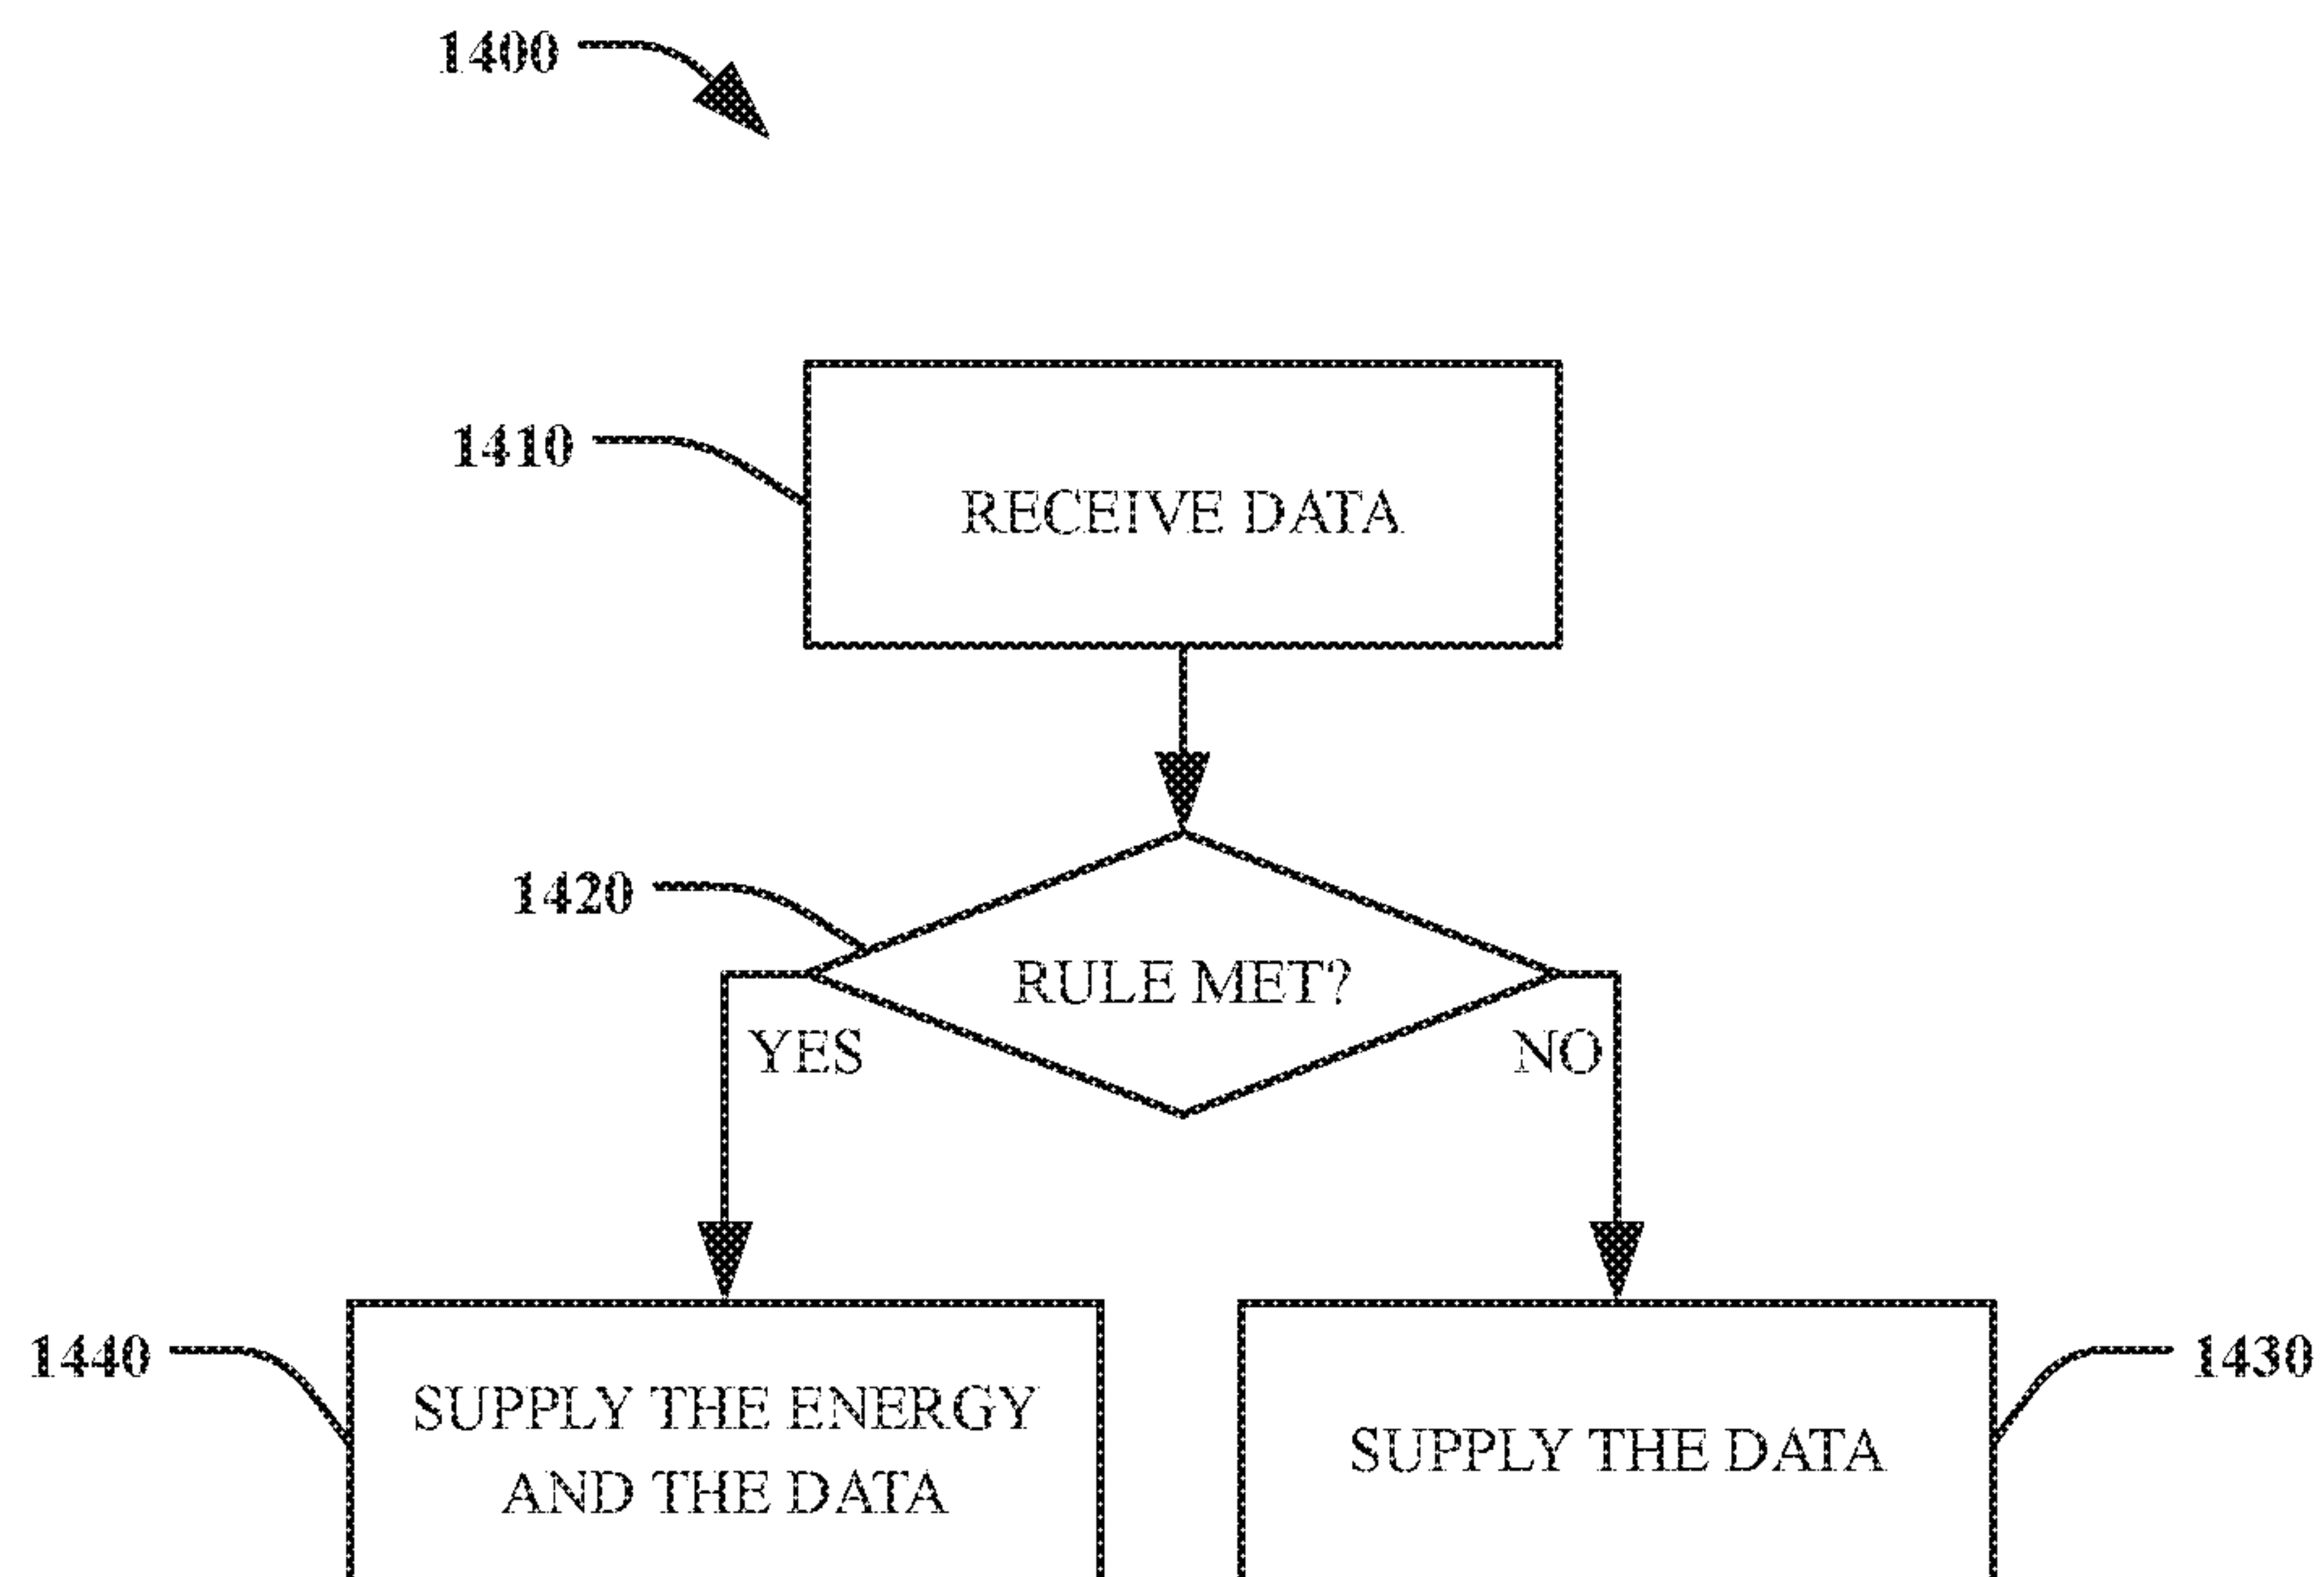 1400
1410
RECEIVE DATA
1420
RULE MET?
YES
NO
1440
SUPPLY THE ENERGY
AND THE DATA
SUPPLY THE DATA
1430